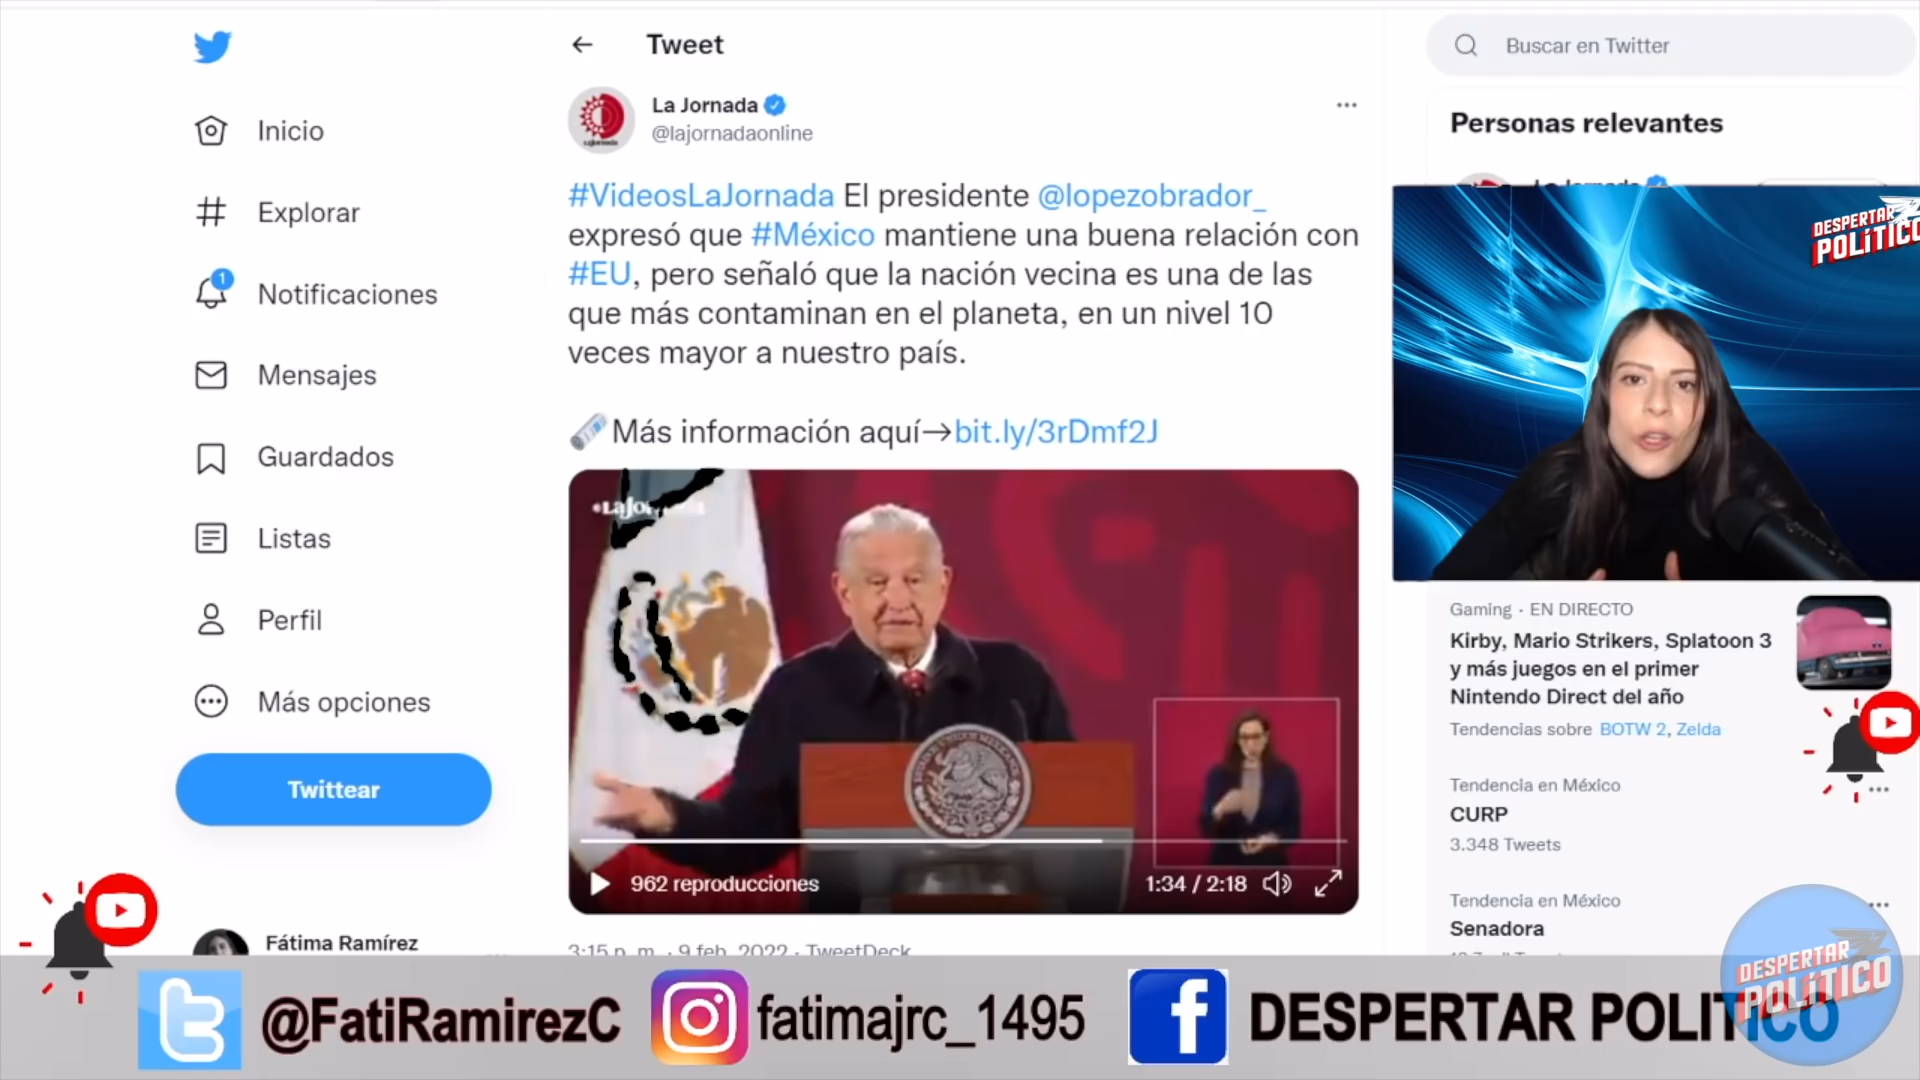 Tweet
Buscar en Twitter
Inicio
Explorar
1
Notificaciones
Mensajes
Guardados
Listas
Perfil
Más opciones
Twittear
Fátima Ramírez
La Jornada
@lajornadaonline
#VideosLaJornada El presidente @lopezobrador_
expresó que #México mantiene una buena relación con
#EU, pero señaló que la nación vecina es una de las
que más contaminan en el planeta, en un nivel 10
veces mayor a nuestro país.
Más información aquí→bit.ly/3rDmf2J
962 reproducciones
1:34 / 2:18
3:15 p. m. · 9 feb. 2022 · TweetDeck
Personas relevantes
La Jornada
DESPERTAR
POLÍTICO
Gaming · EN DIRECTO
Kirby, Mario Strikers, Splatoon 3
y más juegos en el primer
Nintendo Direct del año
Tendencias sobre BOTW 2, Zelda
Tendencia en México
CURP
3.348 Tweets
Tendencia en México
Senadora
DESPERTAR
POLÍTICO
@FatiRamirezC
fatimajrc_1495
DESPERTAR POLITICO